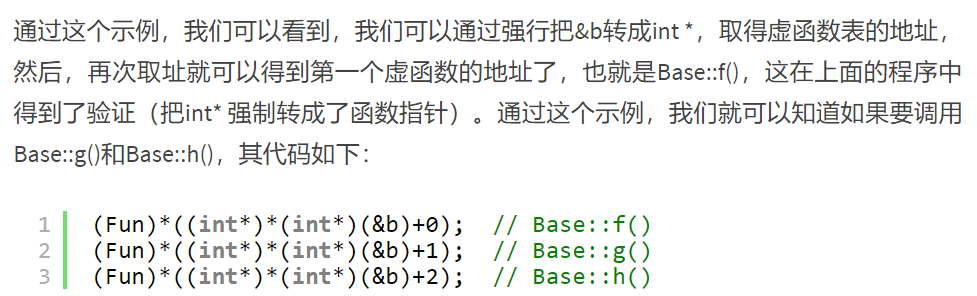 通过这个示例，我们可以看到，我们可以通过强行把&b转成int *，取得虚函数表的地址，
然后，再次取址就可以得到第一个虚函数的地址了，也就是Base::f()，这在上面的程序中
得到了验证（把int* 强制转成了函数指针）。通过这个示例，我们就可以知道如果要调用
Base::g()和Base::h()，其代码如下：
1 (Fun)*((int*)*(int*)(&b)+0);  // Base::f()
2 (Fun)*((int*)*(int*)(&b)+1);  // Base::g()
3 (Fun)*((int*)*(int*)(&b)+2);  // Base::h()